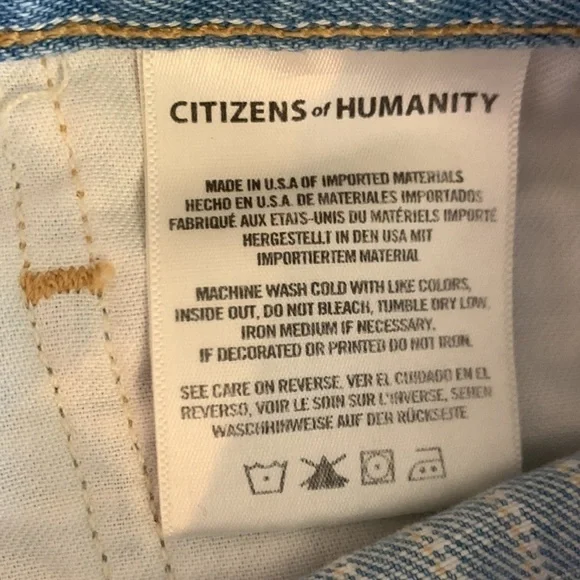 CITIZENS of HUMANITY
MADE IN U.S.A OF IMPORTED MATERIALS
HECHO EN U.S.A. DE MATERIALES IMPORTADOS
FABRIQUÉ AUX ETAIS-UNIS DU MATÉRIELS IMPORTÉ
HERGESTELLT IN DEN USA MIT
IMPORTIERTEM MATERIAL
MACHINE WASH COLD WITH LIKE COLORS,
INSIDE OUT, DO NOT BLEACH, TUMBLE DRY LOW,
IRON MEDIUM IF NECESSARY.
IF DECORATED OR PRINTED DO NOT IRON.
SEE CARE ON REVERSE. VER EL CUIDADO EN EL
REVERSO, VOIR LE SOIN SUR L'INVERSE, SEHEN
WASCHHINWEISE AUF DER RÜCKSEITE